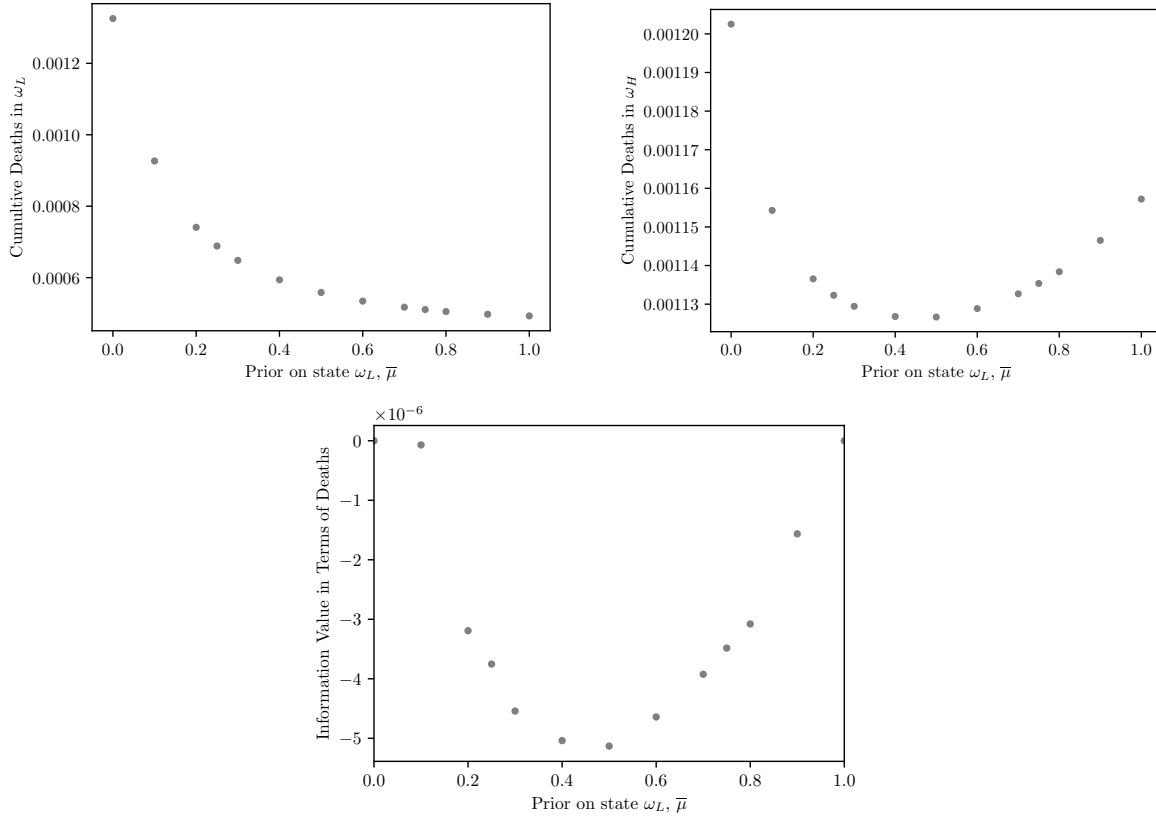 0.0012
0.0010
0.0008
0.0006
Cumultive Deaths in ω_L
0.0 0.2 0.4 0.6 0.8 1.0
Prior on state ω_L, μ̅
0.00120
0.00119
0.00118
0.00117
0.00116
0.00115
0.00114
0.00113
Cumulative Deaths in ω_H
0.0 0.2 0.4 0.6 0.8 1.0
Prior on state ω_L, μ̅
×10⁻⁶
0
−1
−2
−3
−4
−5
Information Value in Terms of Deaths
0.0 0.2 0.4 0.6 0.8 1.0
Prior on state ω_L, μ̅